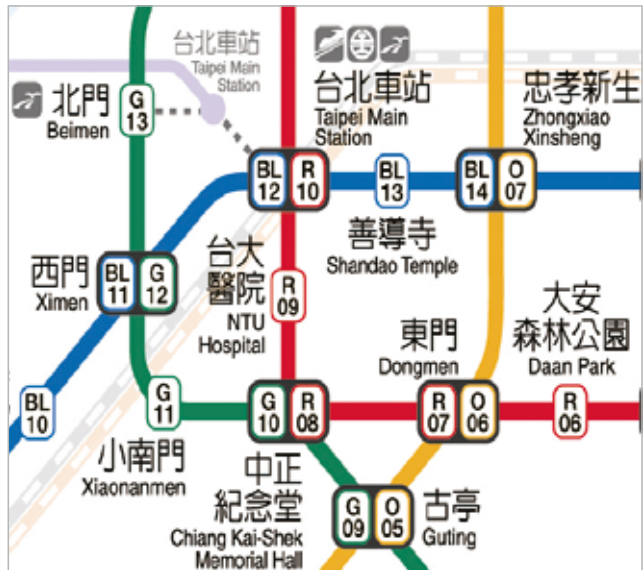 台北車站
Taipei Main
Station
台北車站
Taipei Main
Station
忠孝新生
Zhongxiao
Xinsheng
北門
Beimen
G
13
BL
12
R
10
BL
13
BL
14
O
07
善導寺
Shandao Temple
西門
Ximen
BL
11
G
12
台大
醫院
NTU
Hospital
R
09
東門
Dongmen
大安
森林公園
Daan Park
BL
10
G
11
G
10
R
08
R
07
O
06
R
06
小南門
Xiaonanmen
中正
紀念堂
Chiang Kai-Shek
Memorial Hall
G
09
O
05
古亭
Guting